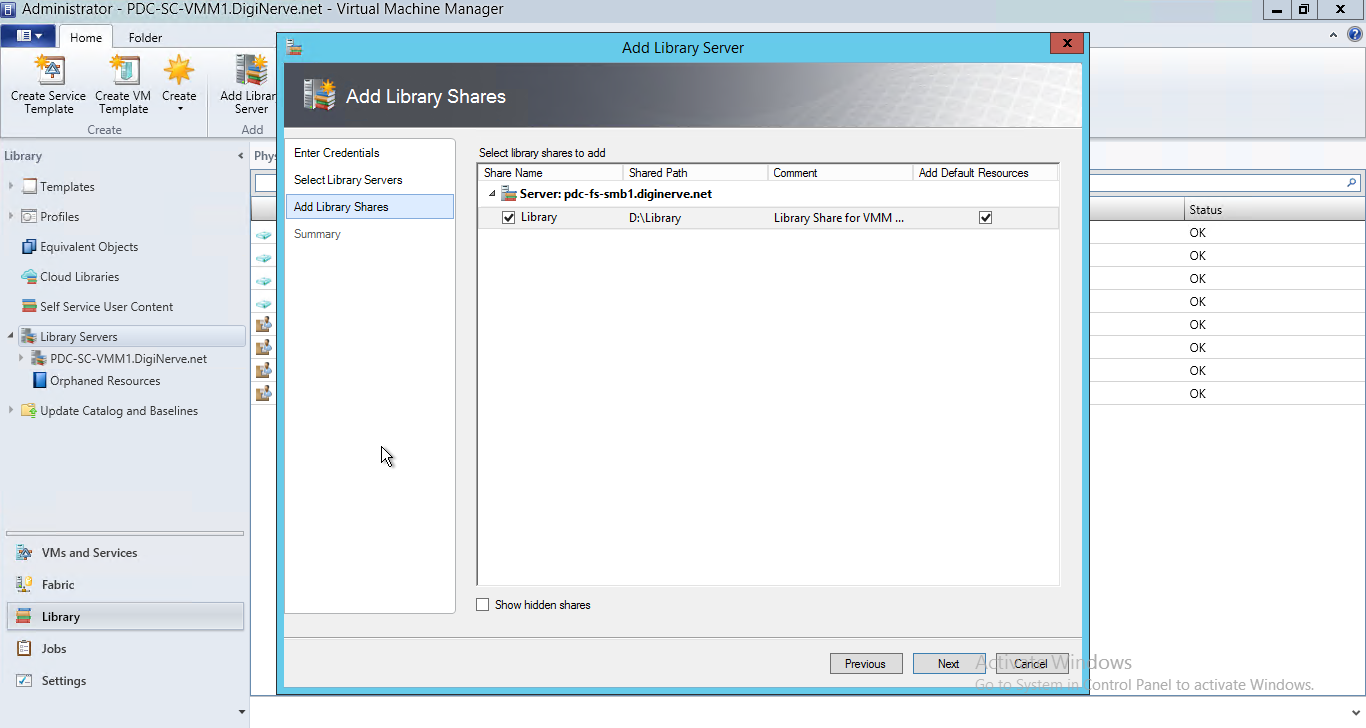 Administrator - PDC-SC-VMM1.DigiNerve.net - Virtual Machine Manager
Home
Folder
Create Service Template
Create VM Template
Create
Add Librar
Server
Create
Add
Library
Phys
Templates
Profiles
Equivalent Objects
Cloud Libraries
Self Service User Content
Library Servers
PDC-SC-VMM1.DigiNerve.net
Orphaned Resources
Update Catalog and Baselines
VMs and Services
Fabric
Library
Jobs
Settings
Add Library Server
x
Add Library Shares
Enter Credentials
Select Library Servers
Add Library Shares
Summary
Select library shares to add
Share Name Shared Path Comment Add Default Resources
Server: pdc-fs-smb1.diginerve.net
Library D:\Library Library Share for VMM ...
Show hidden shares
Previous Next Cancel
Status
OK
OK
OK
OK
OK
OK
OK
OK
Activate Windows
Go to System in Control Panel to activate Windows.